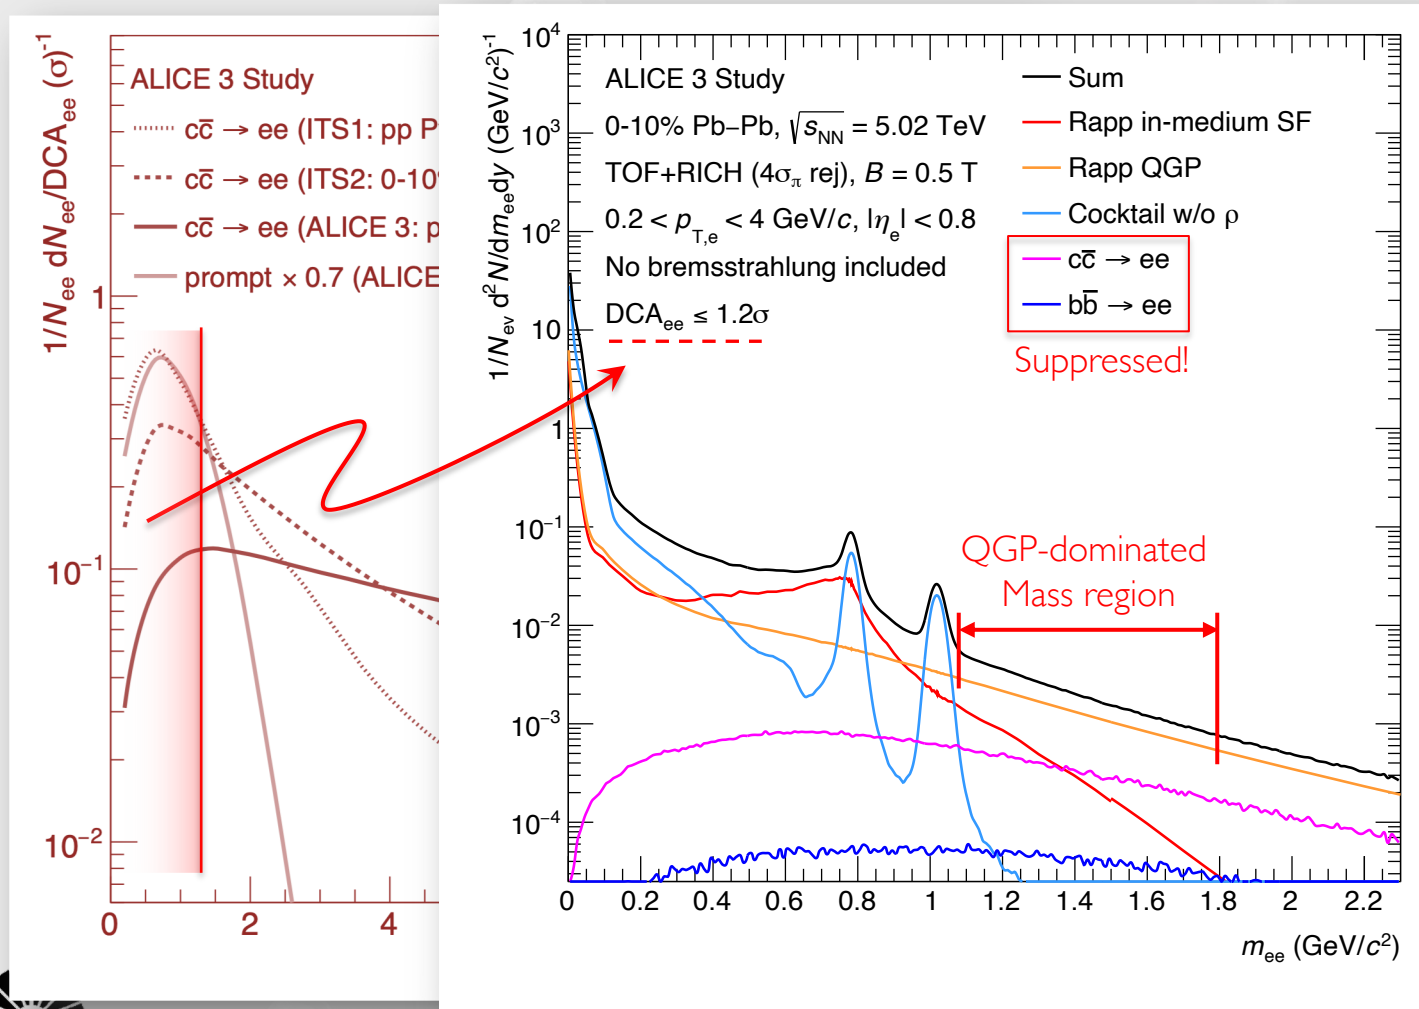 1/N_ee dN_ee/DCA_ee (σ)^-1
ALICE 3 Study
cc̄ → ee (ITS1: pp
cc̄ → ee (ITS2: 0-10
cc̄ → ee (ALICE 3:
prompt × 0.7 (ALICE
1
10^-1
10^-2
0 2 4
1/N_ev d^2N/dm_ee dy (GeV/c^2)^-1
10^4
10^3
10^2
10
1
10^-1
10^-2
10^-3
10^-4
ALICE 3 Study
0-10% Pb–Pb, √s_NN = 5.02 TeV
TOF+RICH (4σ_π rej), B = 0.5 T
0.2 < p_T,e < 4 GeV/c, |η_e| < 0.8
No bremsstrahlung included
DCA_ee ≤ 1.2σ
Sum
Rapp in-medium SF
Rapp QGP
Cocktail w/o ρ
cc̄ → ee
bb̄ → ee
Suppressed!
QGP-dominated
Mass region
0 0.2 0.4 0.6 0.8 1 1.2 1.4 1.6 1.8 2 2.2
m_ee (GeV/c^2)